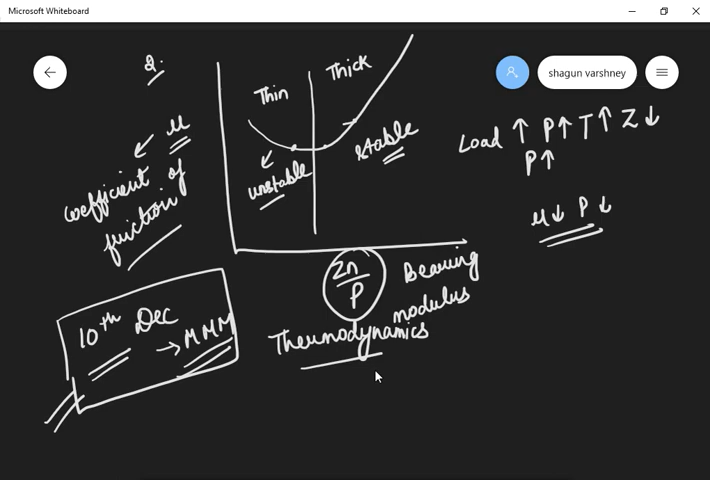 Microsoft Whiteboard
shagun varshney
Q.
Thin
Thick
μ
coefficient of
friction
unstable
stable
Load ↑ P↑ T↑ Z↓
P↑
μ↓ P↓
Zn/P
Bearing
modulus
Thermodynamics
10th Dec
→ MMM